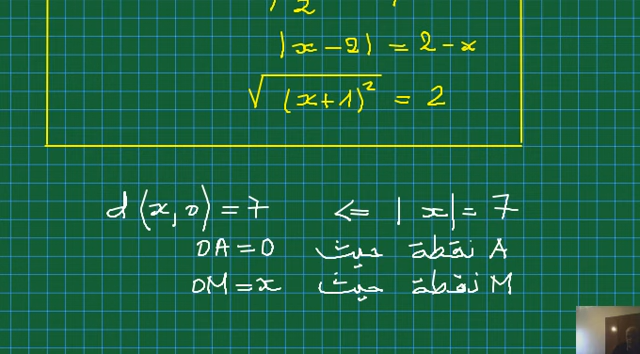 |x - 2| = 2 - x
√(x+1)² = 2
d(x,0) = 7 <= |x| = 7
A نقطة حيث OA = 0
M نقطة حيث OM = x